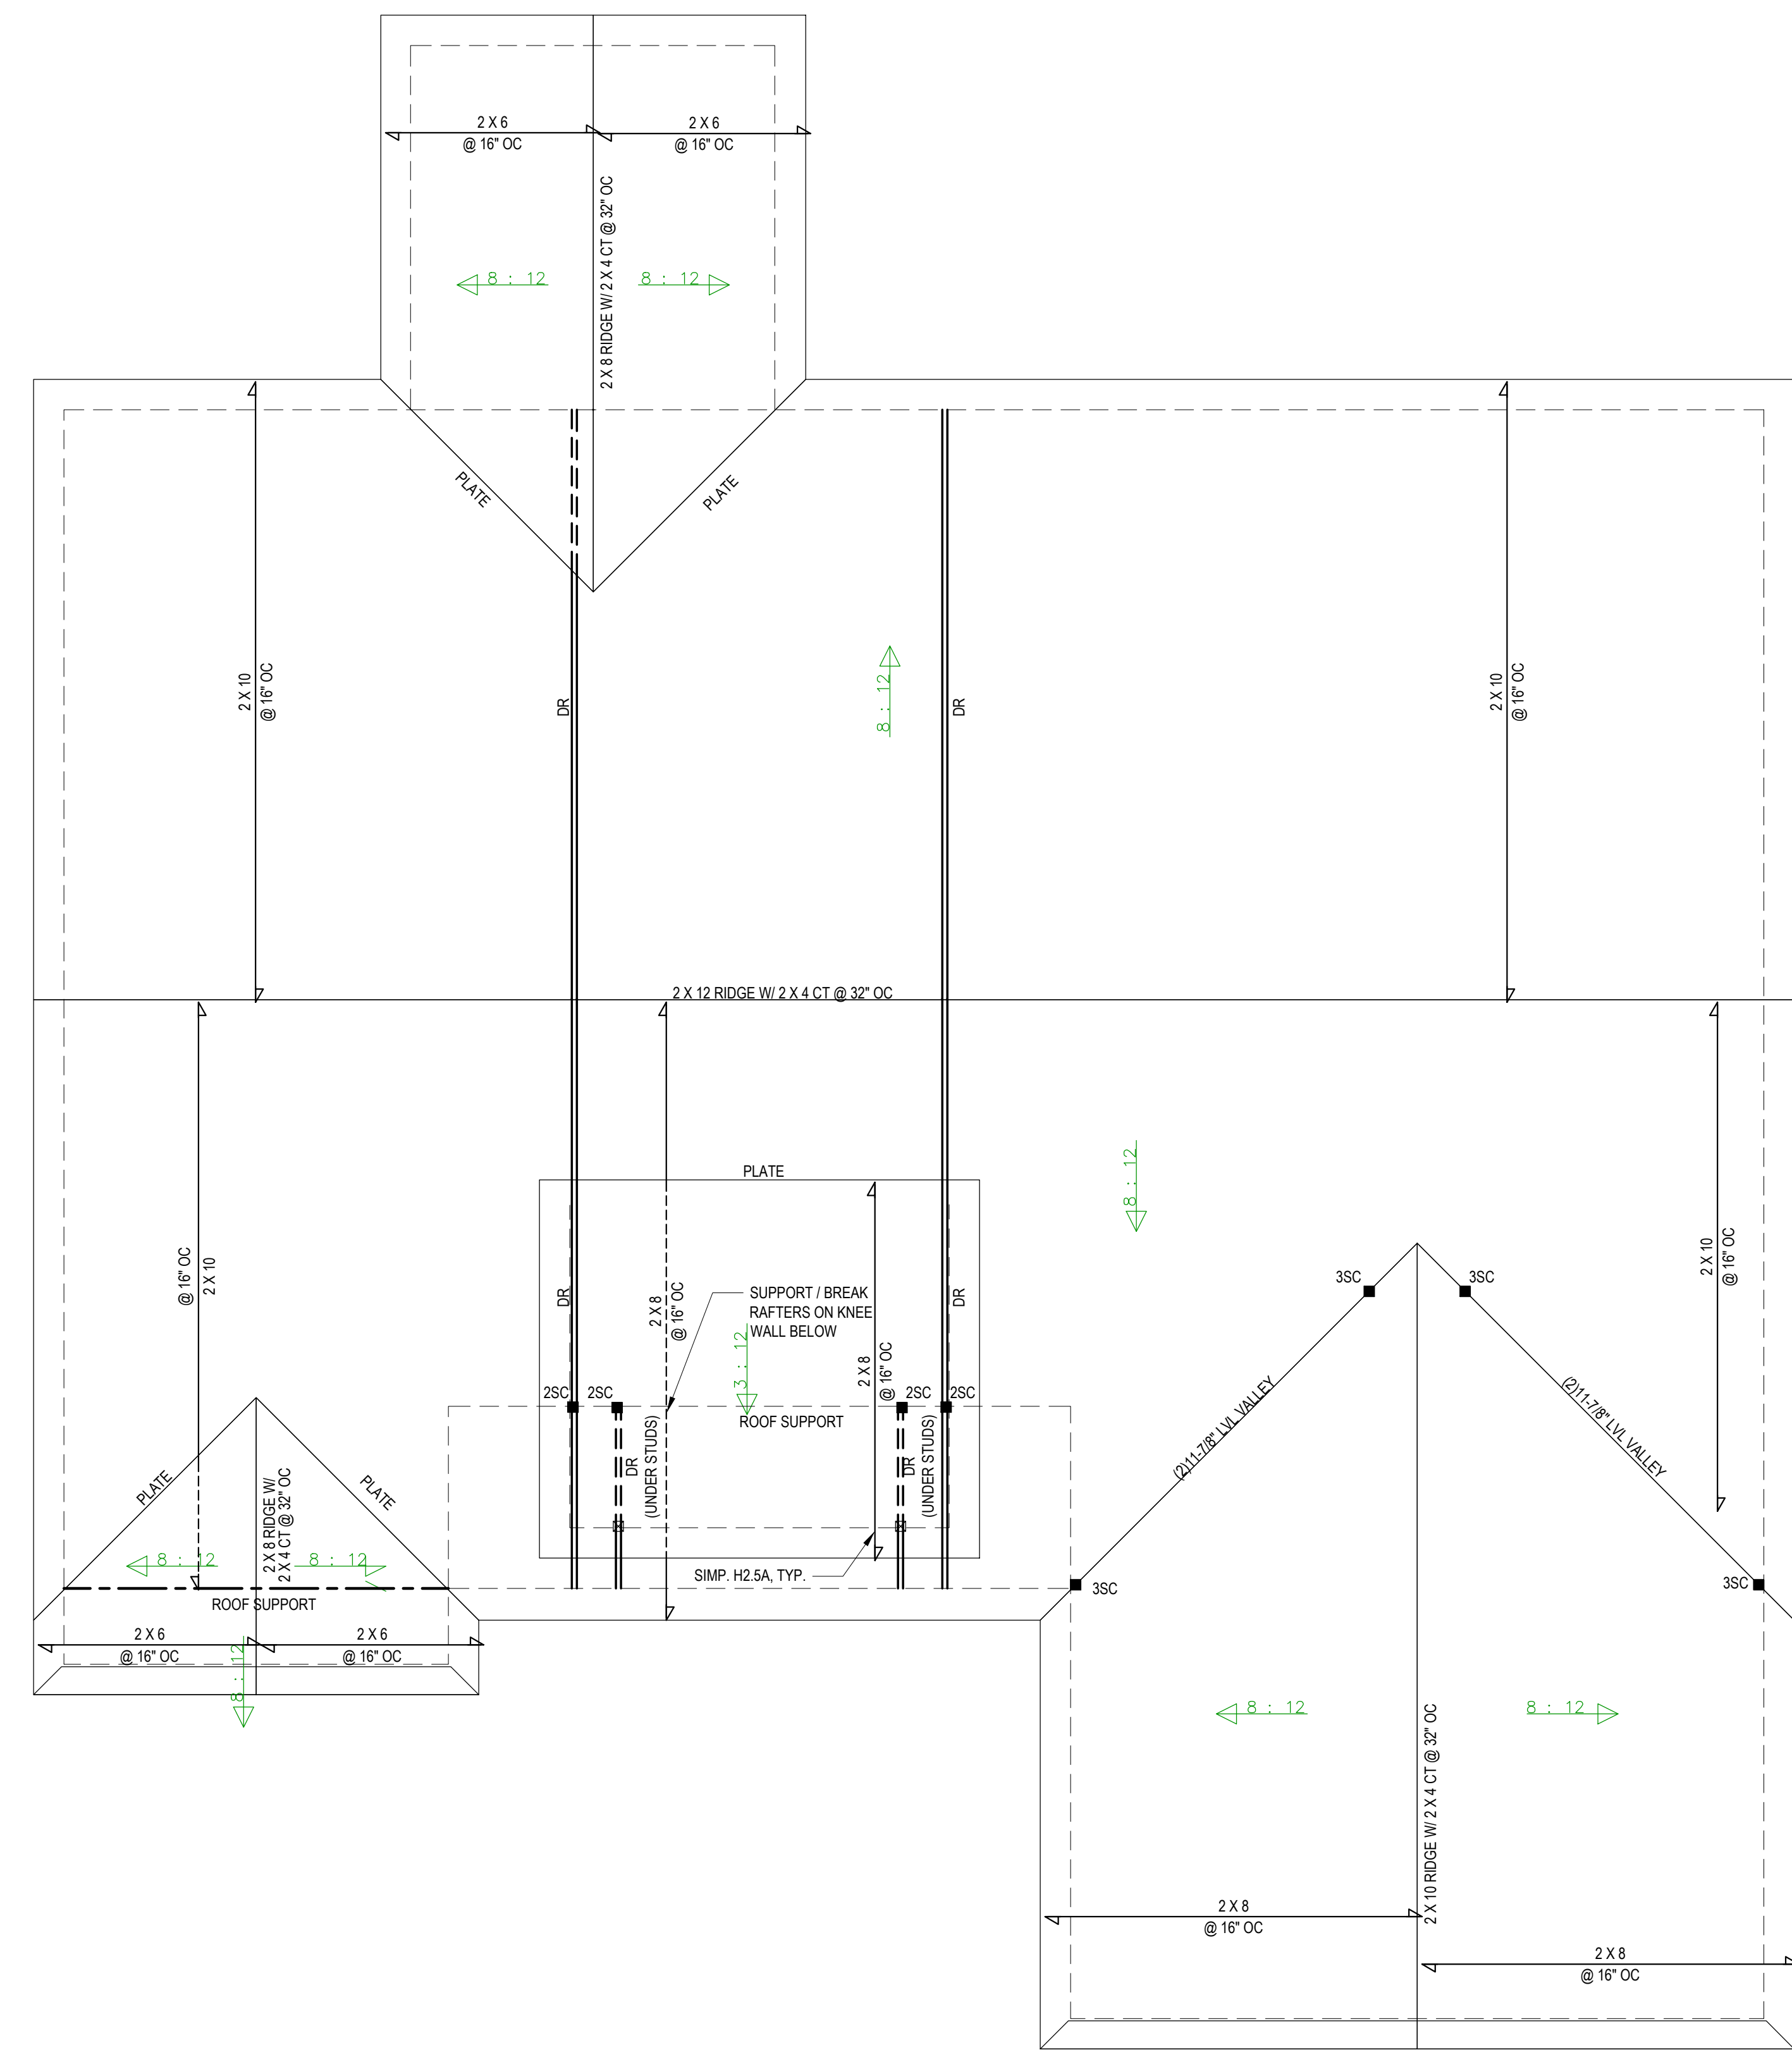 2 X 6
@ 16" OC
2 X 6
@ 16" OC
2 X 8 RIDGE W/ 2 X 4 CT @ 32" OC
8 : 12
8 : 12
PLATE
PLATE
2 X 10
@ 16" OC
DR
8 : 12
DR
2 X 10
@ 16" OC
2 X 12 RIDGE W/ 2 X 4 CT @ 32" OC
8 : 12
PLATE
@ 16" OC
2 X 10
DR
2 X 8
@ 16" OC
SUPPORT / BREAK
RAFTERS ON KNEE
WALL BELOW
3 : 12
2 X 8
@ 16" OC
DR
2 X 10
@ 16" OC
3SC
3SC
2SC
2SC
2SC
2SC
ROOF SUPPORT
(2)11-7/8" LVL VALLEY
(2)11-7/8" LVL VALLEY
PLATE
PLATE
2 X 8 RIDGE W/
2 X 4 CT @ 32" OC
DR
(UNDER STUDS)
DR
(UNDER STUDS)
8 : 12
8 : 12
SIMP. H2.5A, TYP.
3SC
3SC
ROOF SUPPORT
2 X 6
@ 16" OC
2 X 6
@ 16" OC
8 : 12
8 : 12
8 : 12
2 X 10 RIDGE W/ 2 X 4 CT @ 32" OC
2 X 8
@ 16" OC
2 X 8
@ 16" OC